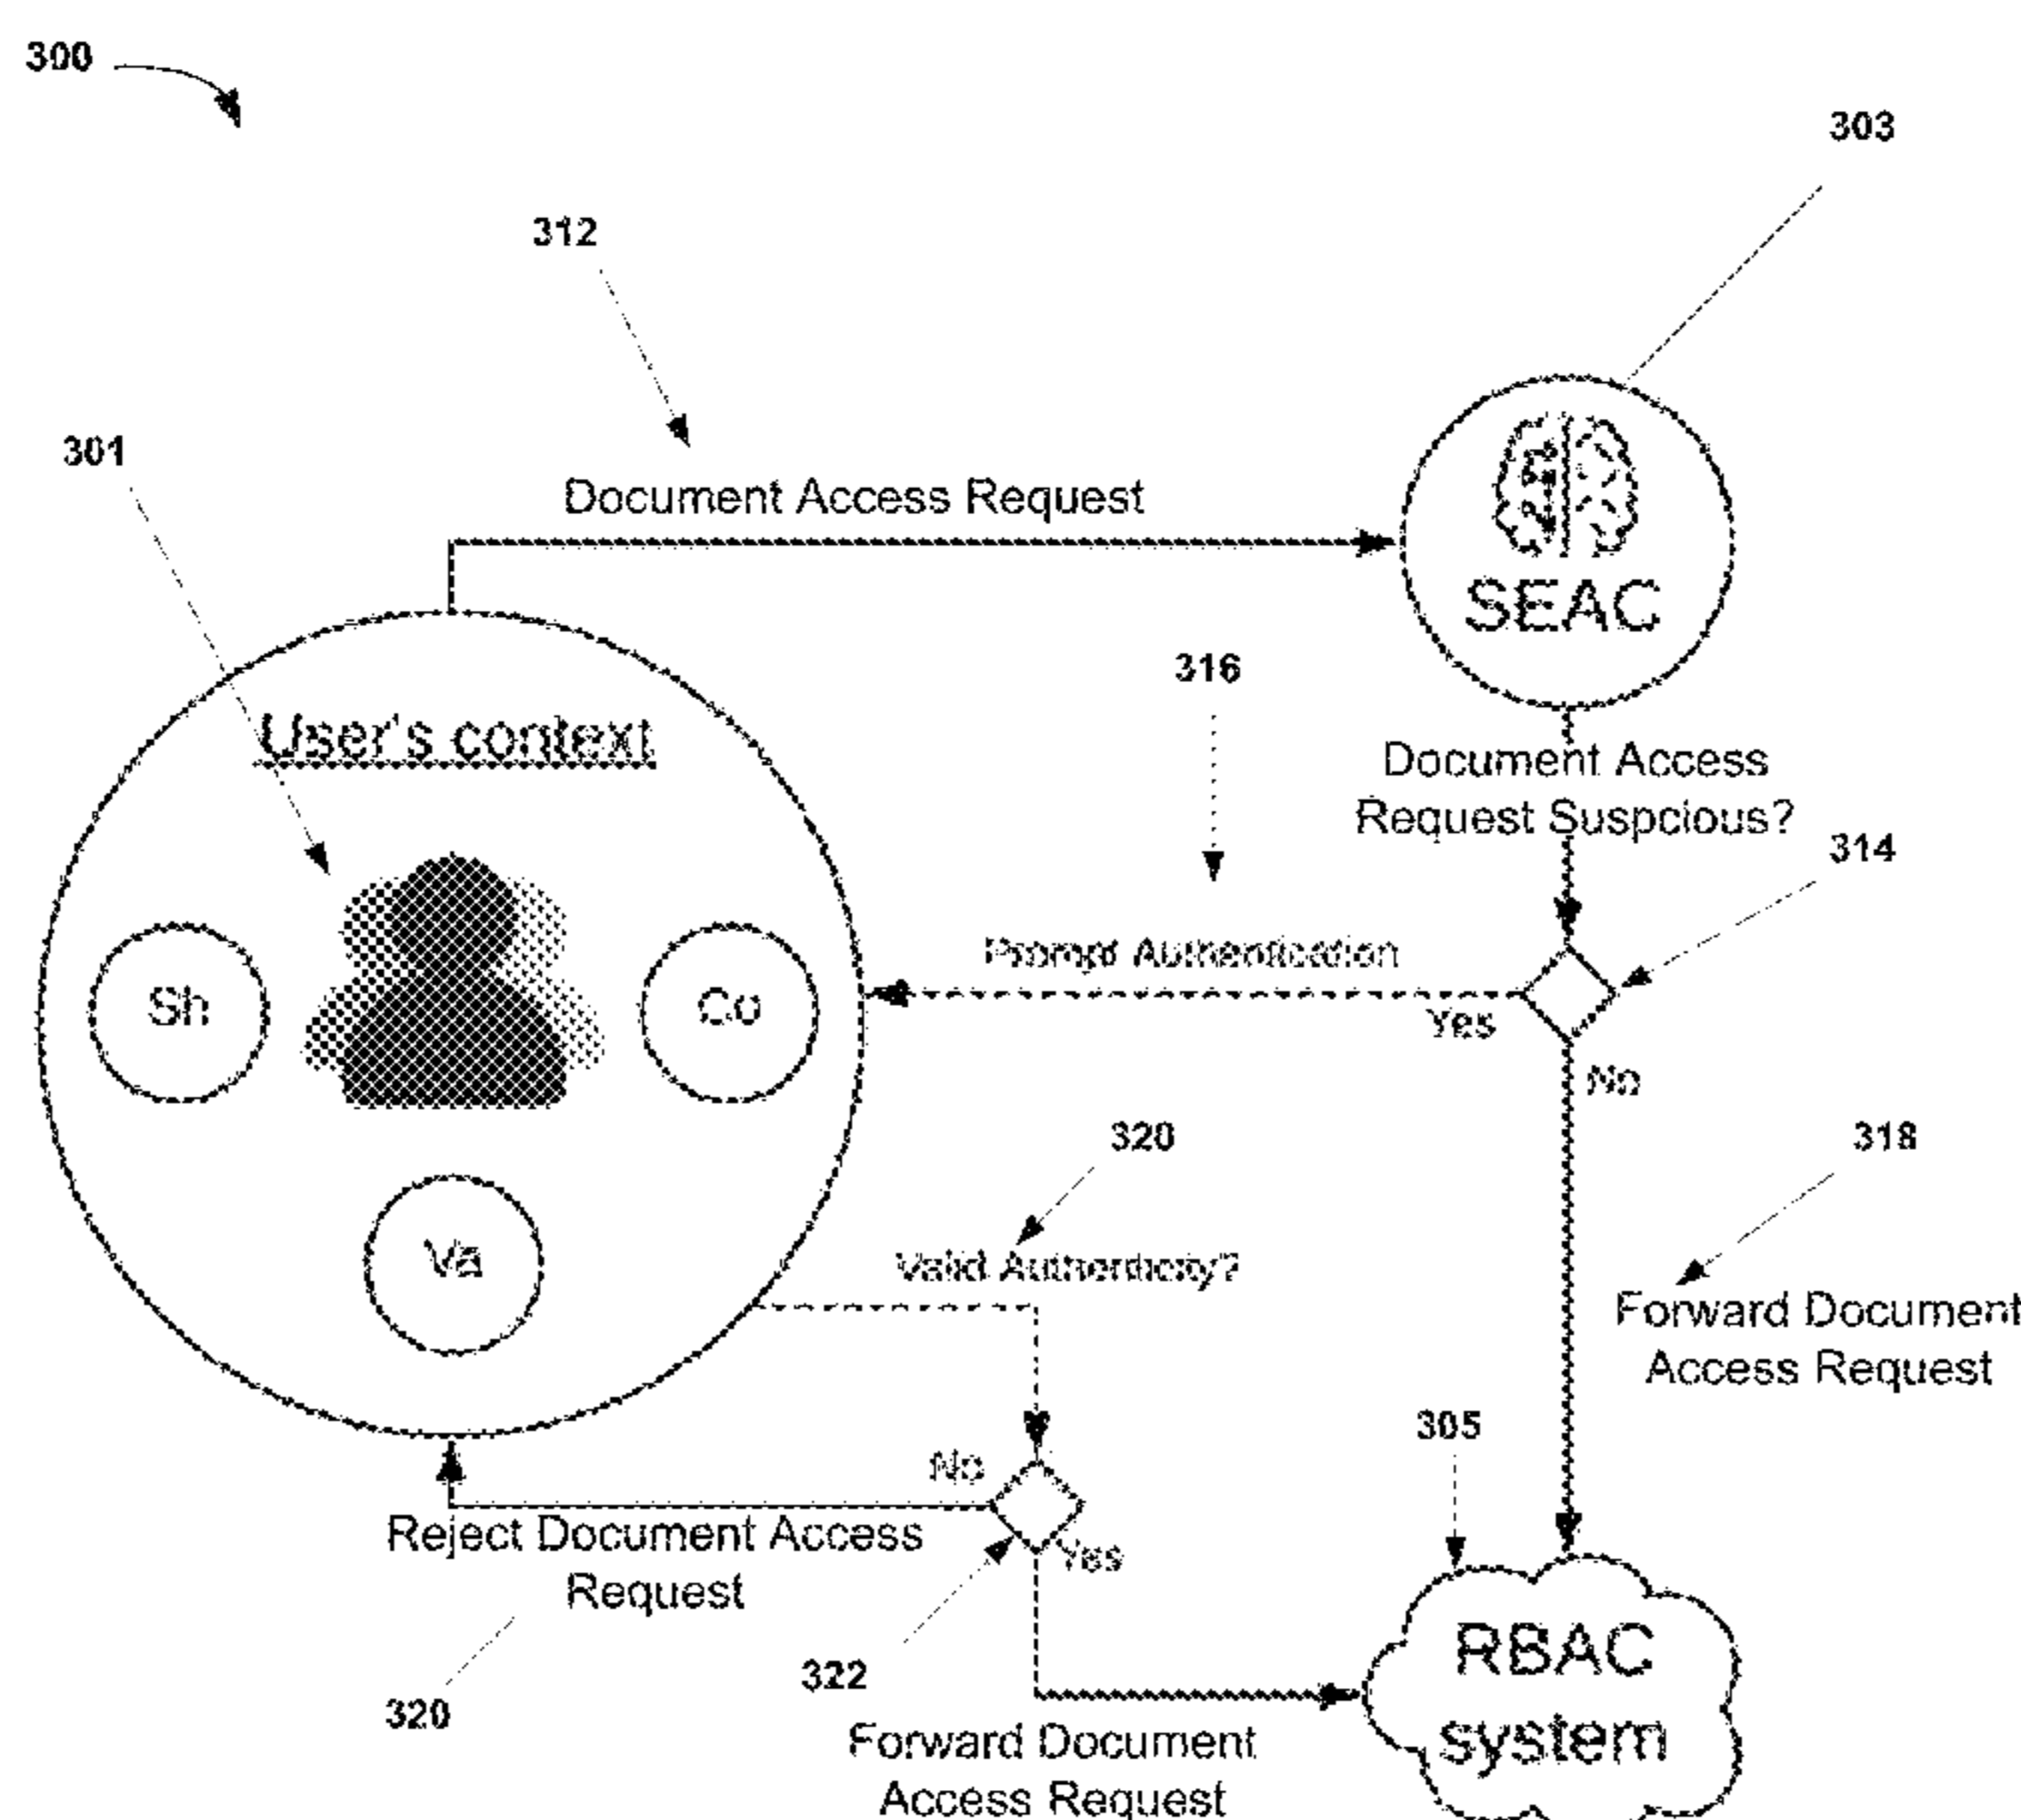 300
303
312
301
Document Access Request
SEAC
316
User's context
Document Access
Request Suspcious?
314
Prompt Authentication
Sh
Co
Yes
No
320
318
Va
Valid Authenticity?
Forward Document
Access Request
305
No
Reject Document Access
Request
Yes
322
320
RBAC
system
Forward Document
Access Request